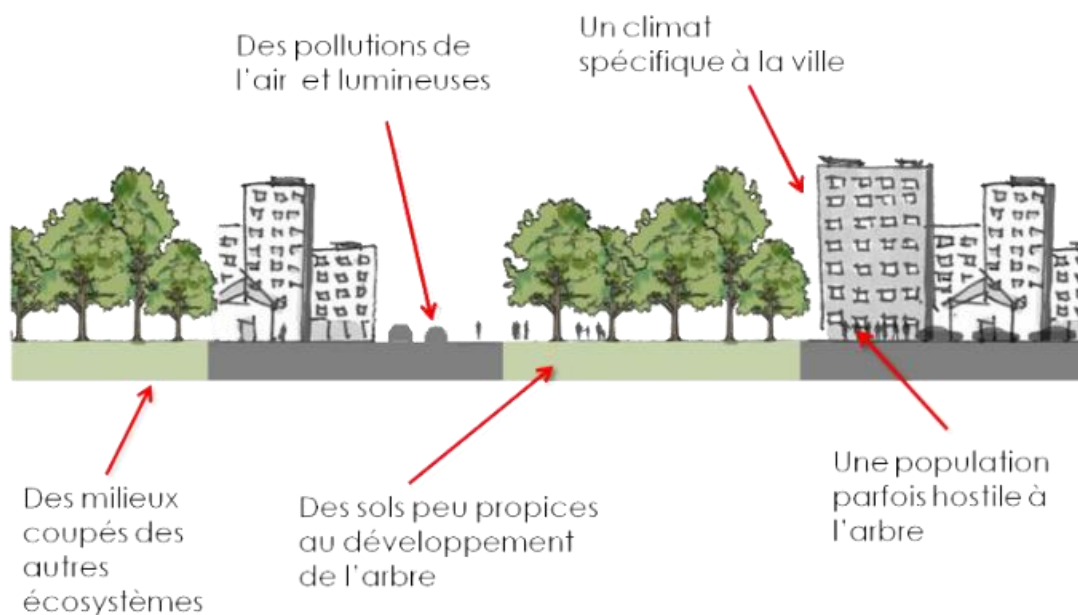 Des pollutions de
l'air et lumineuses
Un climat
spécifique à la ville
Des milieux
coupés des
autres
écosystèmes
Des sols peu propices
au développement
de l'arbre
Une population
parfois hostile à
l'arbre